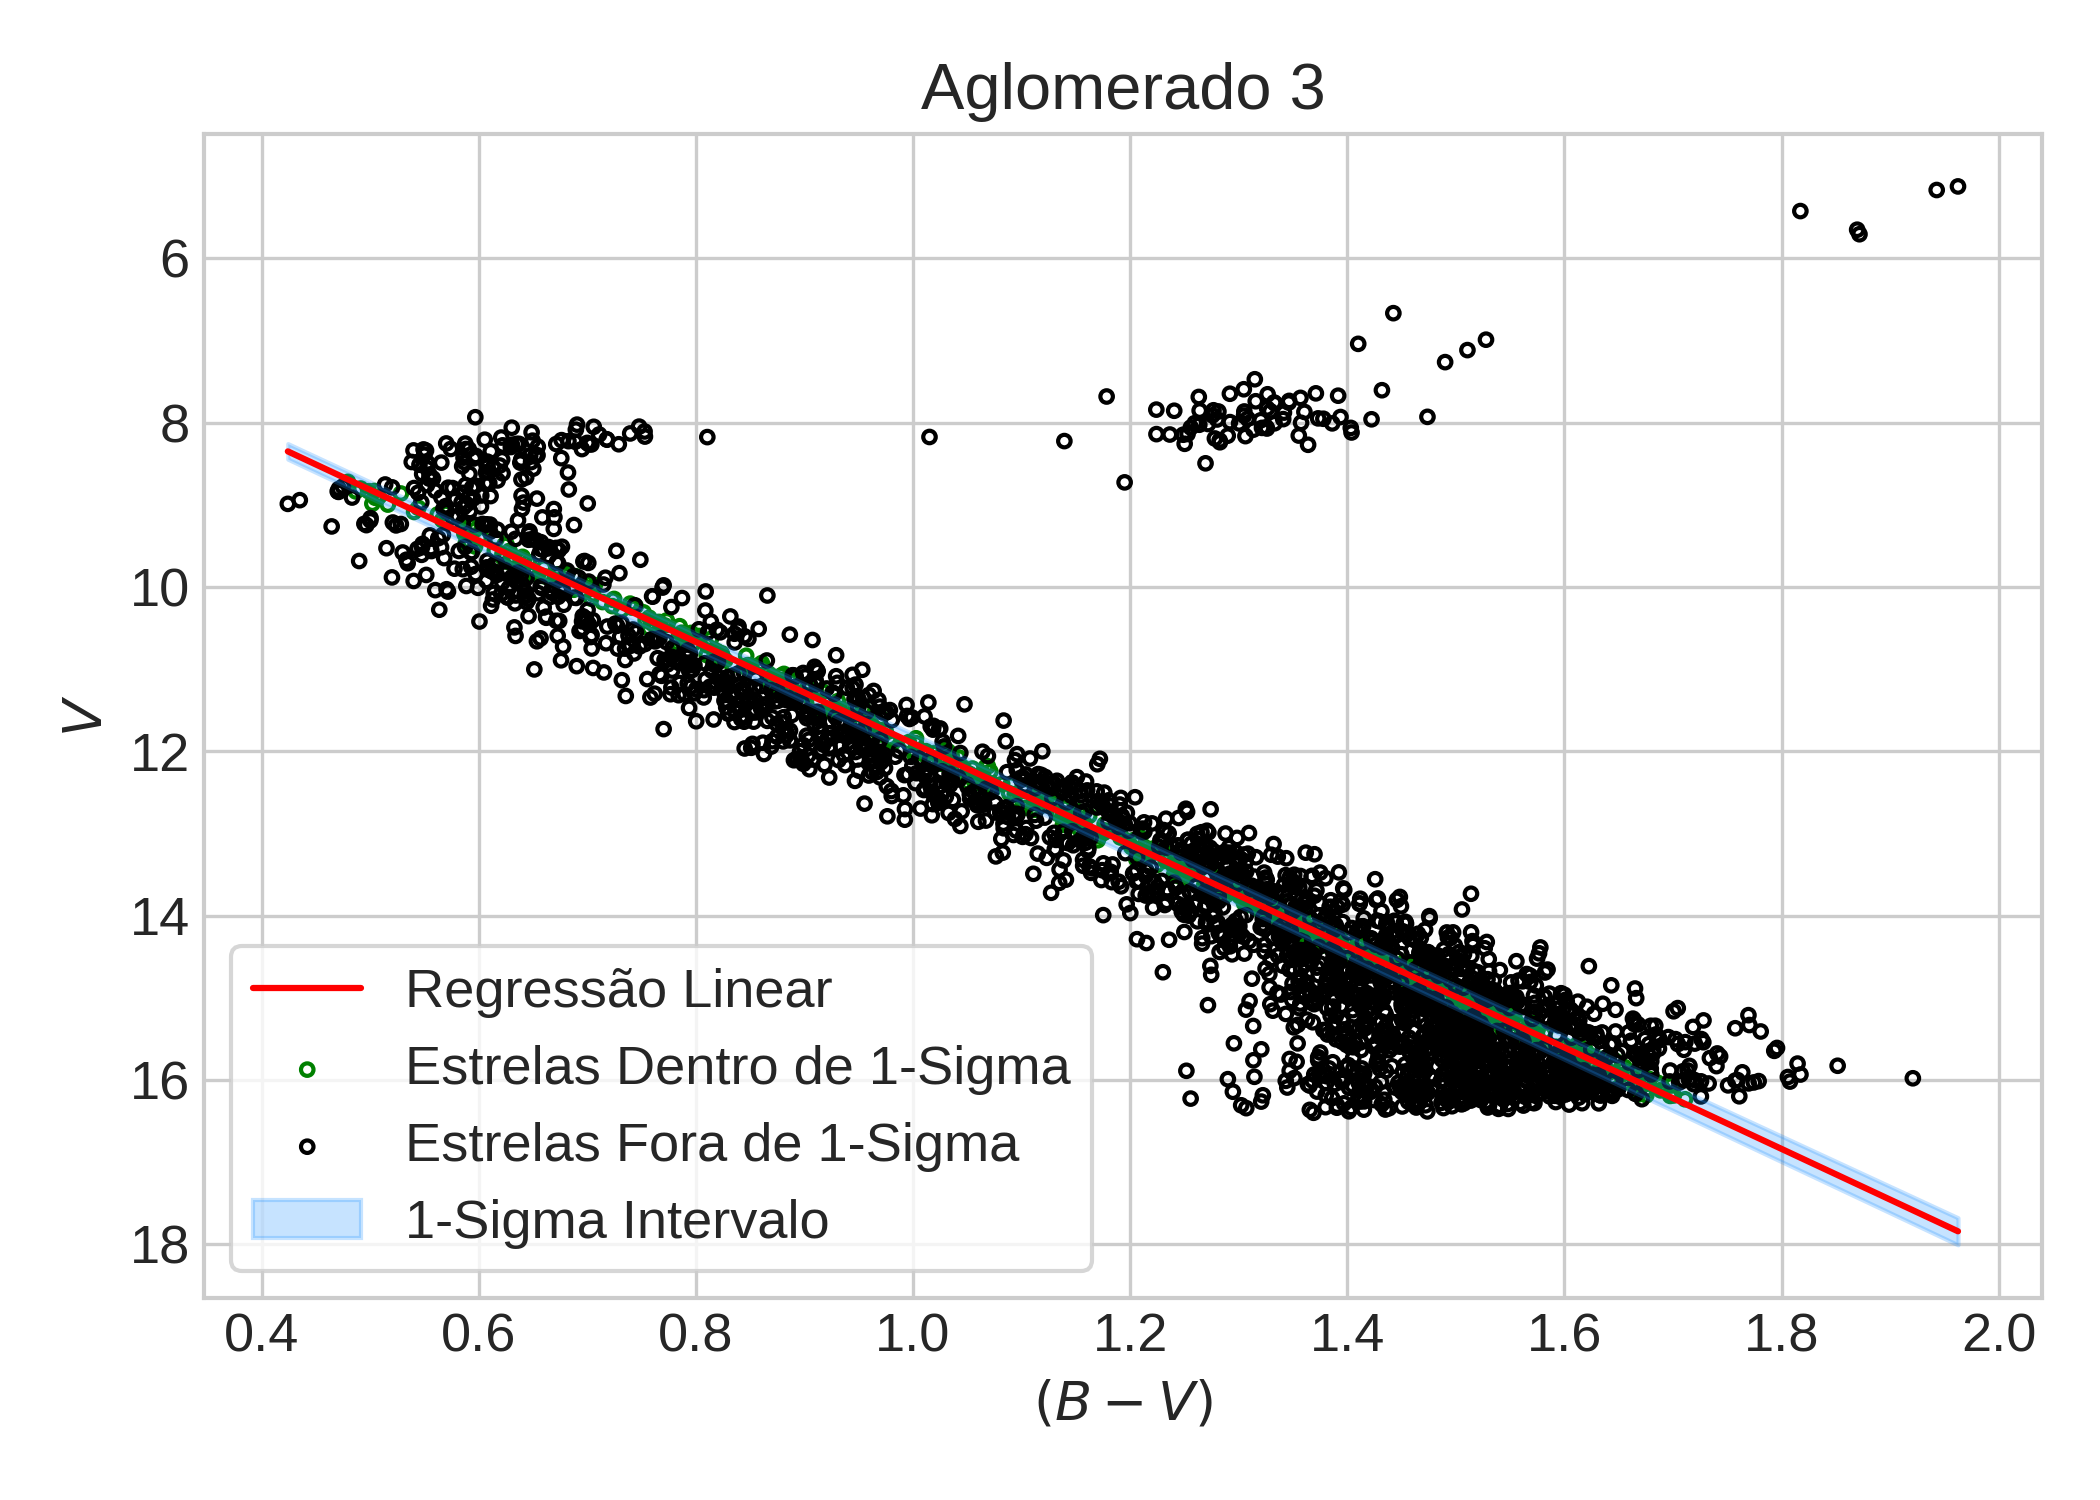 Aglomerado 3
V
6
8
10
12
14
16
18
Regressão Linear
Estrelas Dentro de 1-Sigma
Estrelas Fora de 1-Sigma
1-Sigma Intervalo
0.4 0.6 0.8 1.0 1.2 1.4 1.6 1.8 2.0
(B − V)